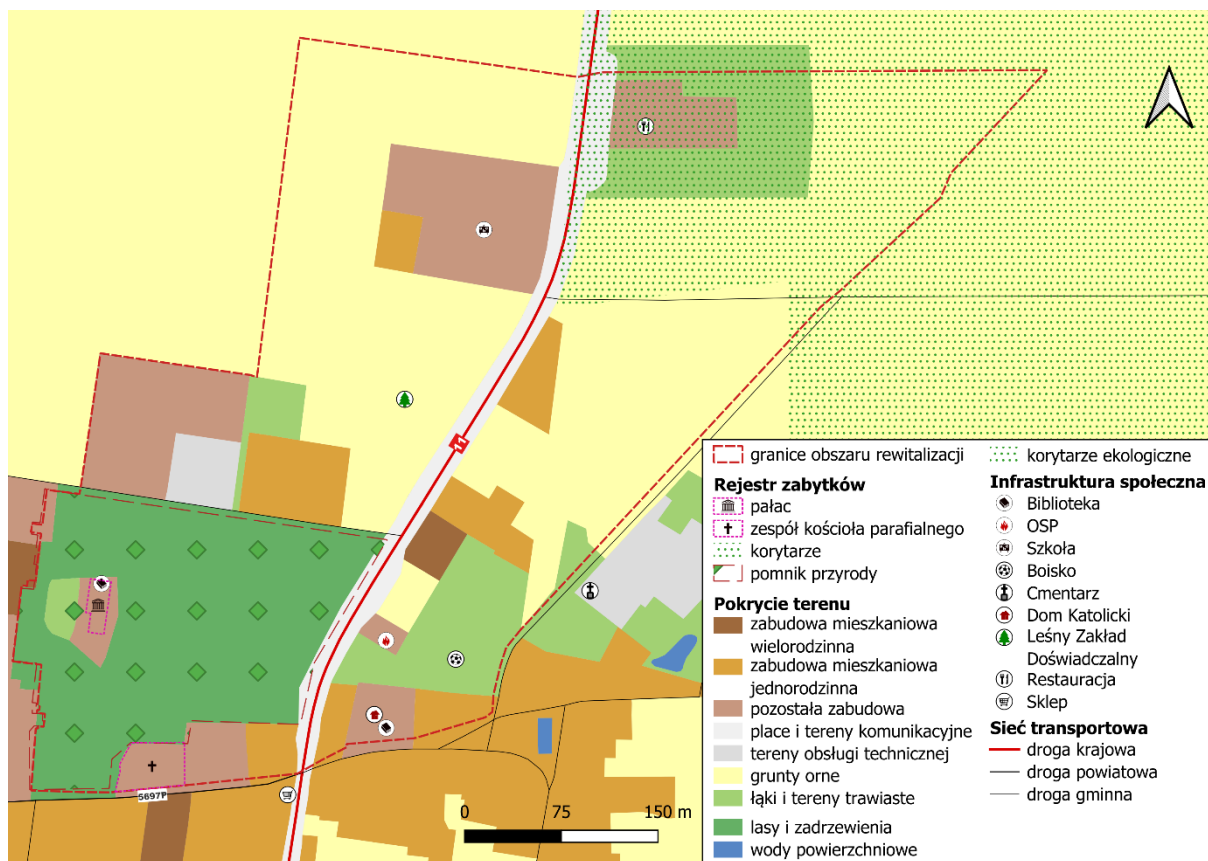 granice obszaru rewitalizacji
Rejestr zabytków
pałac
zespół kościoła parafialnego
korytarze
pomnik przyrody
Pokrycie terenu
zabudowa mieszkaniowa
wielorodzinna
zabudowa mieszkaniowa
jednorodzinna
pozostała zabudowa
place i tereny komunikacyjne
tereny obsługi technicznej
grunty orne
łąki i tereny trawiaste
lasy i zadrzewienia
wody powierzchniowe
korytarze ekologiczne
Infrastruktura społeczna
Biblioteka
OSP
Szkoła
Boisko
Cmentarz
Dom Katolicki
Leśny Zakład
Doświadczalny
Restauracja
Sklep
Sieć transportowa
droga krajowa
droga powiatowa
droga gminna
5697P
0 75 150 m